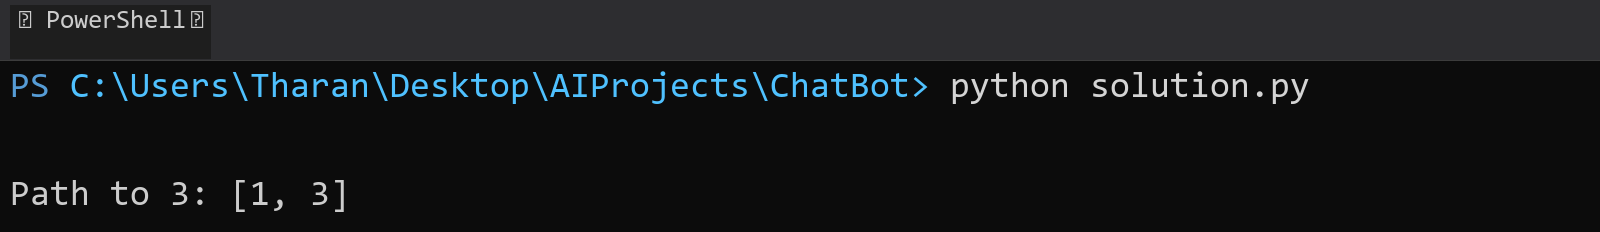 PowerShell
PS C:\Users\Tharan\Desktop\AIProjects\ChatBot> python solution.py
Path to 3: [1, 3]